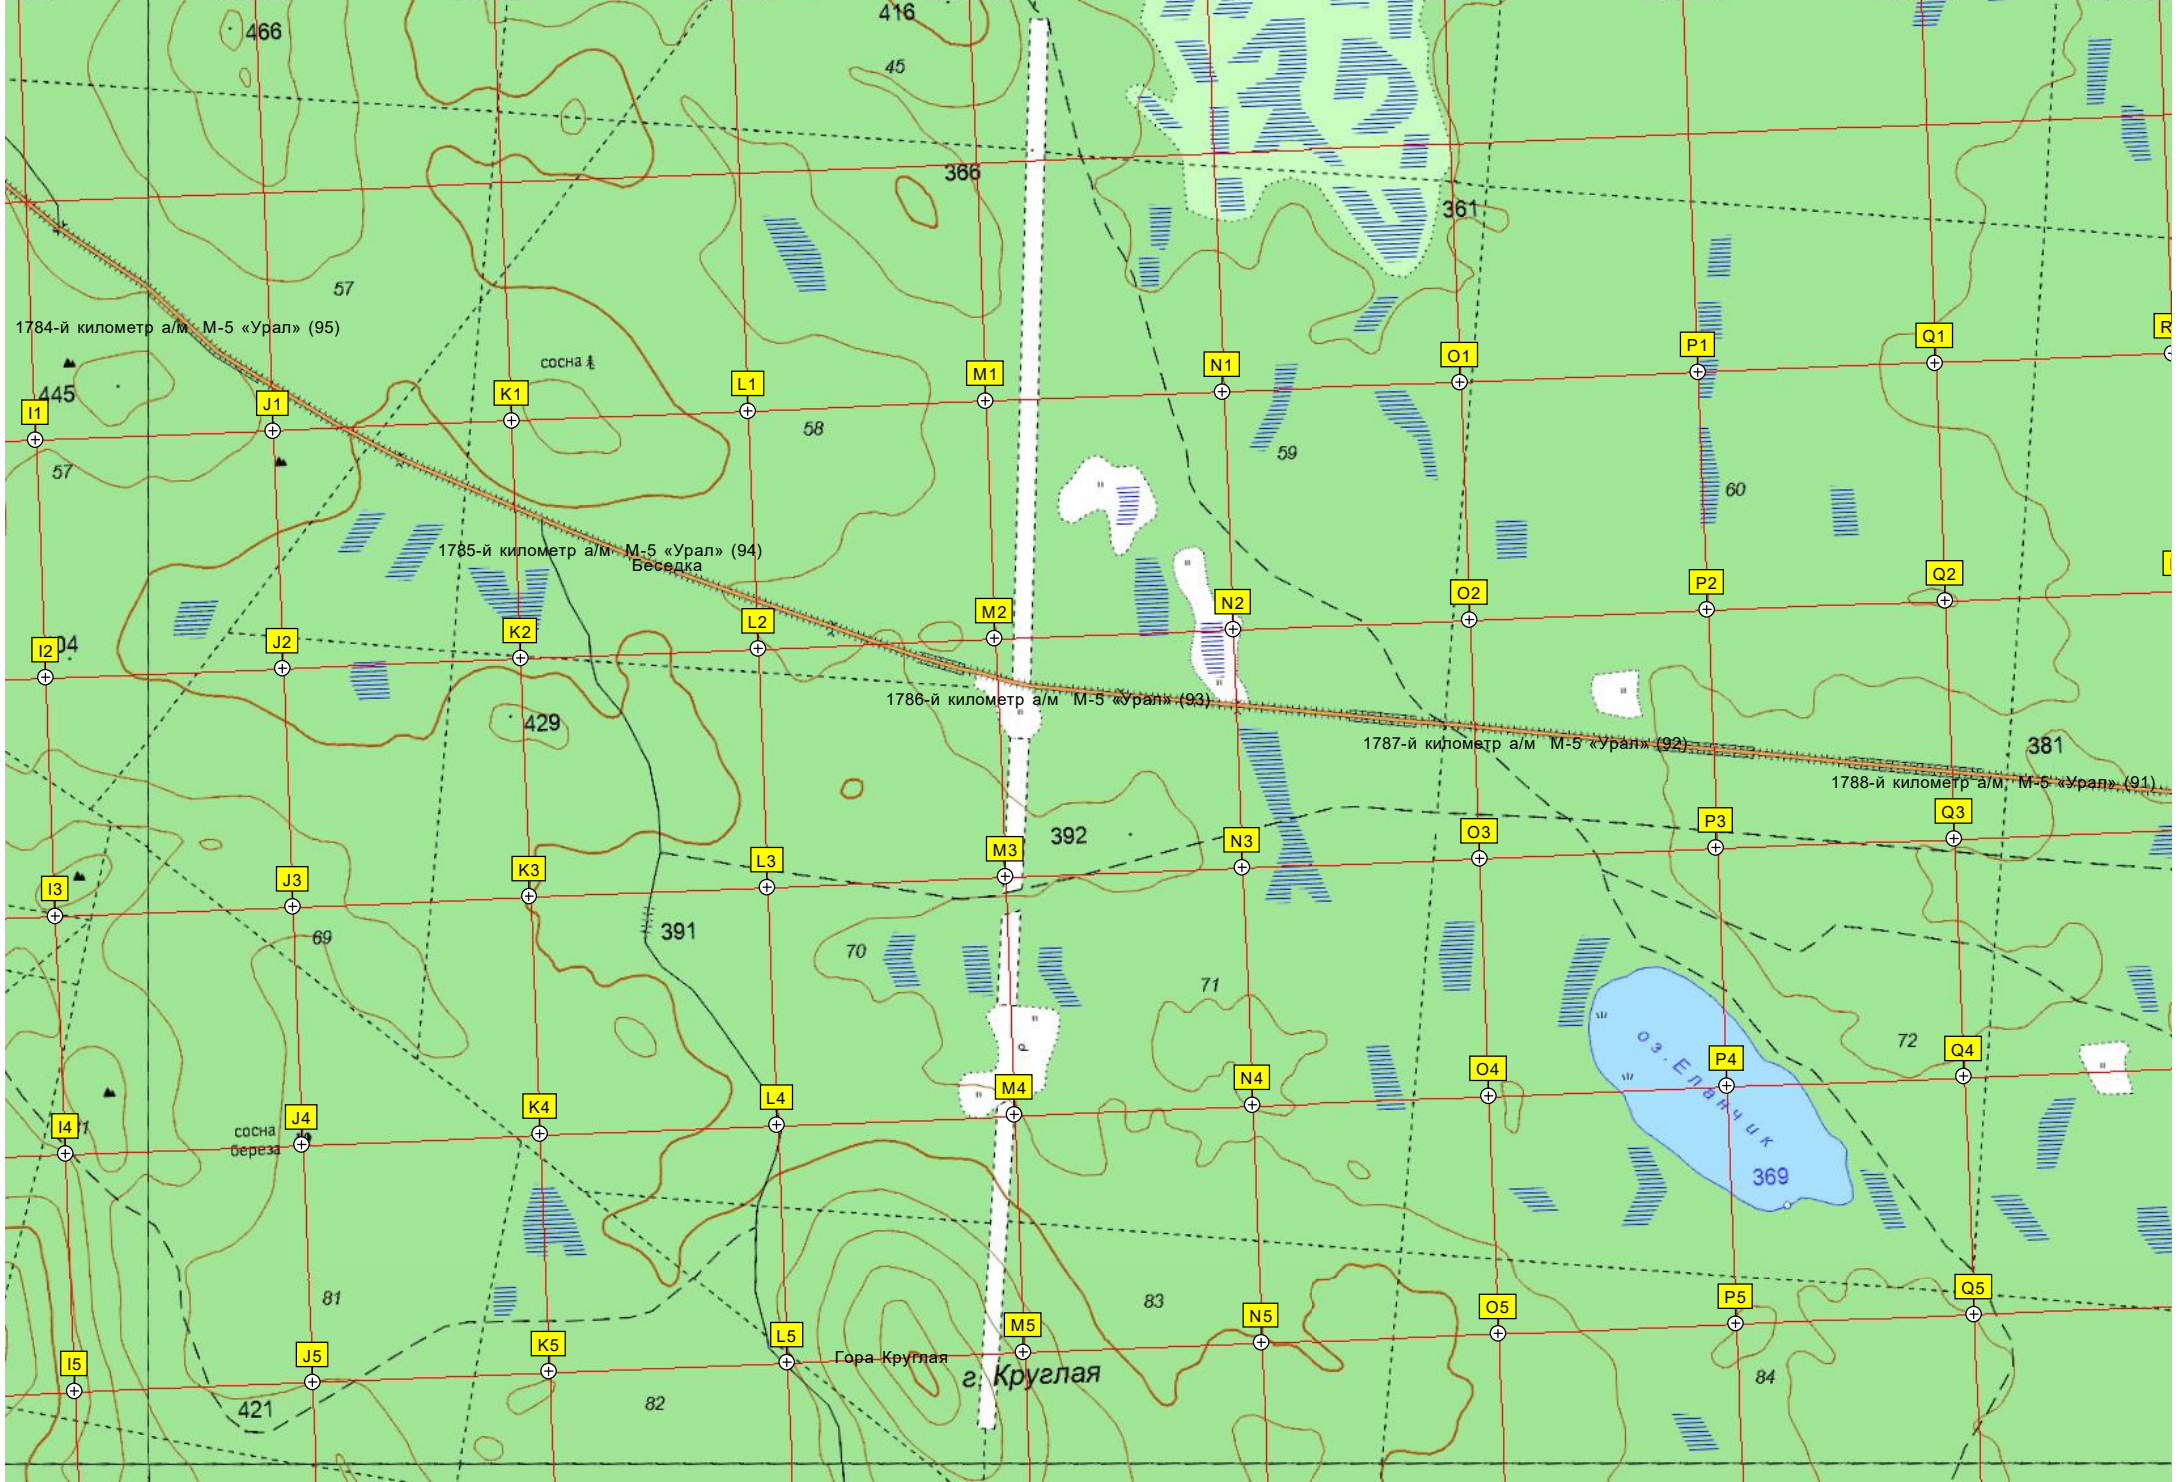 416
466
45
366
361
57
1784-й километр а/м М-5 «Урал» (95)
сосна
Q1
R
O1
P1
N1
M1
L1
K1
J1
I1
445
58
59
57
60
1785-й километр а/м М-5 «Урал» (94)
Беседка
Q2
P2
O2
N2
M2
L2
K2
J2
I2
04
1786-й километр а/м М-5 «Урал» (93)
429
1787-й километр а/м М-5 «Урал» (92)
381
1788-й километр а/м М-5 «Урал» (91)
Q3
P3
O3
392
N3
M3
L3
K3
J3
I3
391
69
70
71
72
оз. Еланчик
Q4
P4
O4
N4
M4
L4
K4
J4
I4
1
сосна
береза
р
369
81
83
Q5
P5
O5
N5
M5
L5
K5
J5
I5
Гора Круглая
г. Круглая
84
82
421